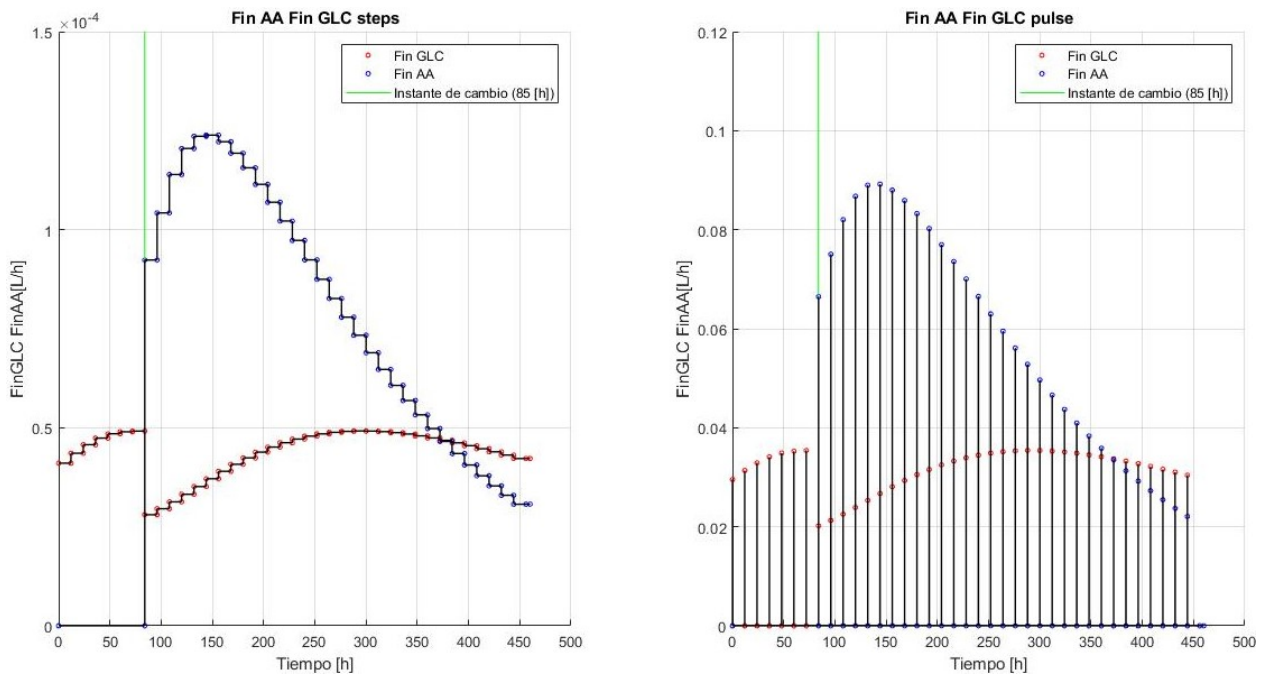 Fin AA Fin GLC steps
×10⁻⁴
1.5
1
0.5
0
0 50 100 150 200 250 300 350 400 450 500
Tiempo [h]
FinGLC FinAA[L/h]
Fin GLC
Fin AA
Instante de cambio (85 [h])
Fin AA Fin GLC pulse
0.12
0.1
0.08
0.06
0.04
0.02
0
0 50 100 150 200 250 300 350 400 450 500
Tiempo [h]
FinGLC FinAA[L/h]
Fin GLC
Fin AA
Instante de cambio (85 [h])